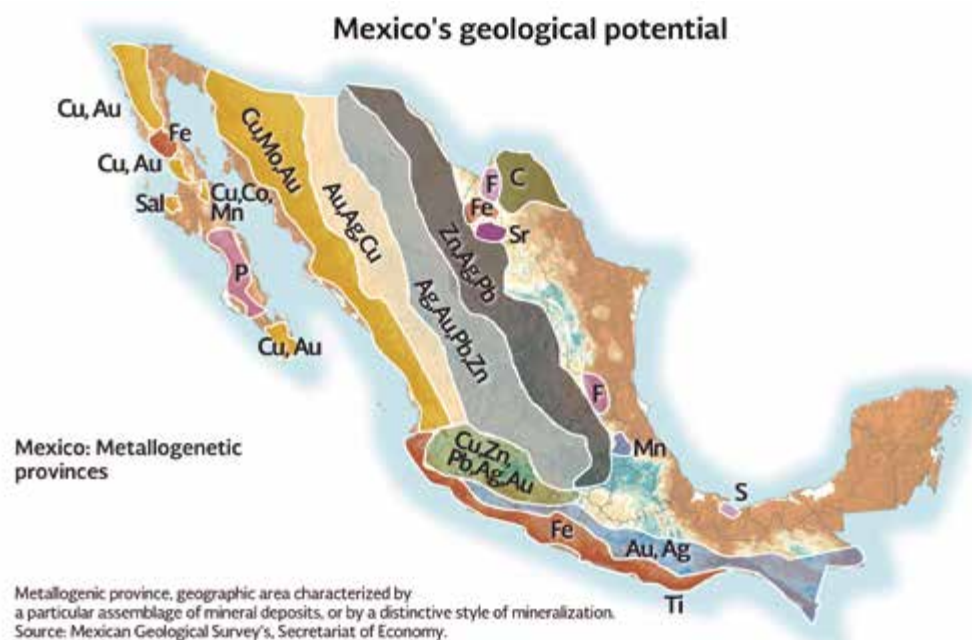 Mexico's geological potential
Cu, Au
Fe
Cu, Au
Sal
Cu,Co,
Mn
P
Cu, Au
Cu,Mo,Au
Au,Ag,Cu
Ag,Au,Pb,Zn
Zn,Ag,Pb
F
C
Fe
Sr
F
Mn
Cu,Zn,
Pb,Ag,Au
S
Fe
Au, Ag
Ti
Mexico: Metallogenetic
provinces
Metallogenic province, geographic area characterized by
a particular assemblage of mineral deposits, or by a distinctive style of mineralization.
Source: Mexican Geological Survey's, Secretariat of Economy.